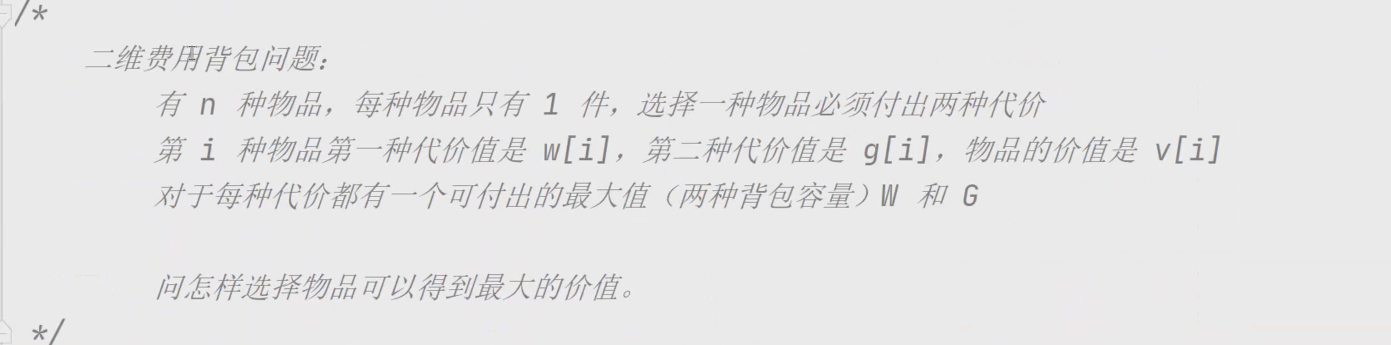 /*
二维费用背包问题：
有 n 种物品，每种物品只有 1 件，选择一种物品必须付出两种代价
第 i 种物品第一种代价值是 w[i]，第二种代价值是 g[i]，物品的价值是 v[i]
对于每种代价都有一个可付出的最大值（两种背包容量）W 和 G
问怎样选择物品可以得到最大的价值。
*/